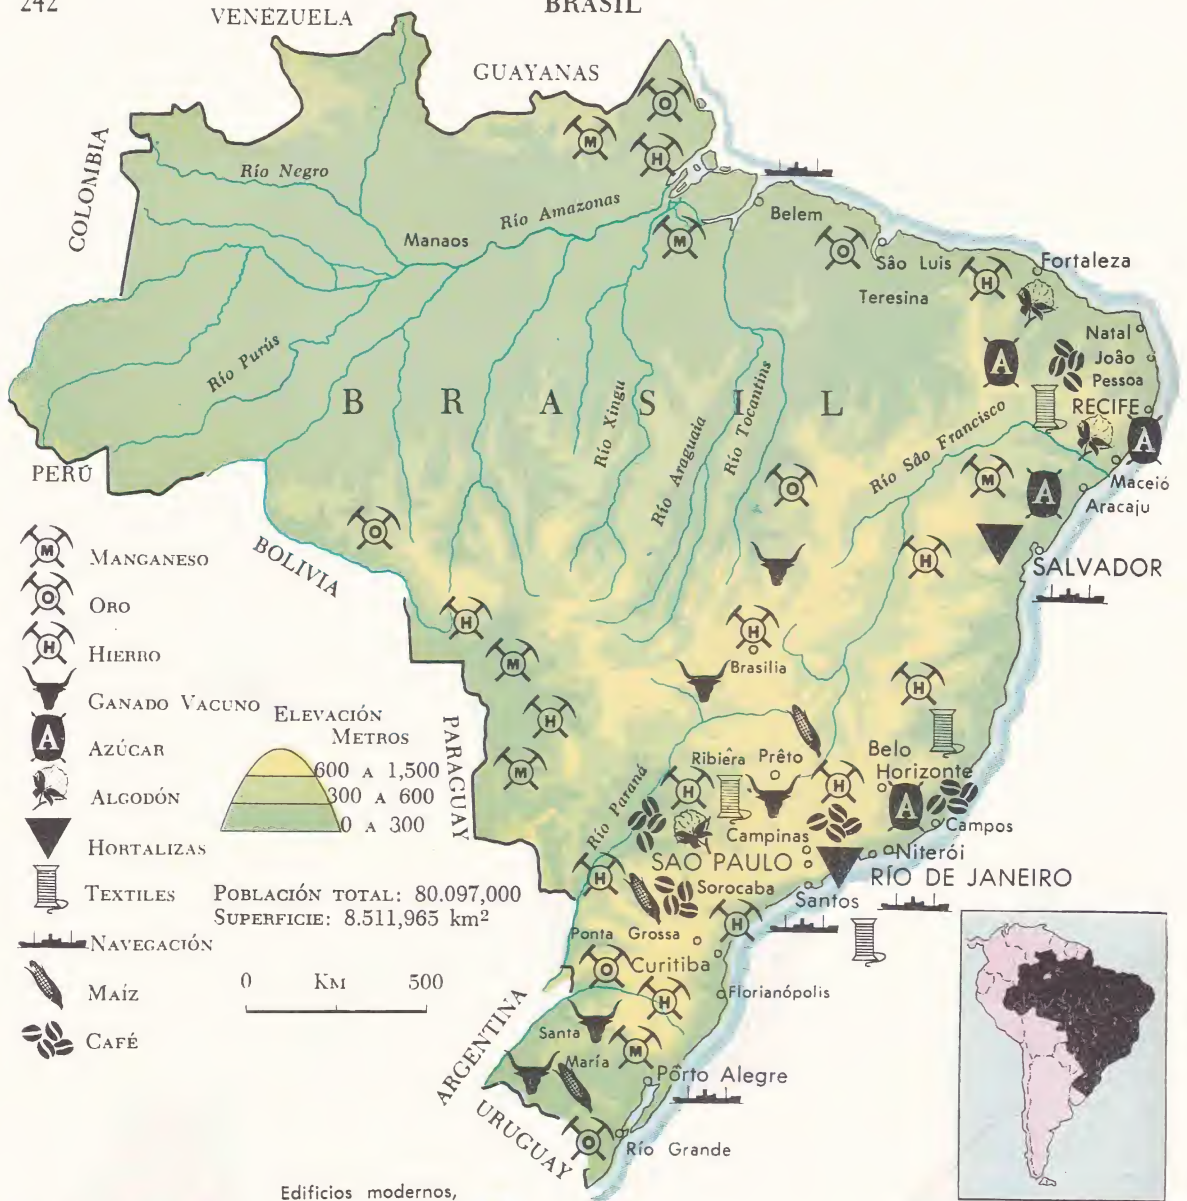 242
BRASIL
VENEZUELA
GUAYANAS
COLOMBIA
Río Negro
Río Amazonas
Manaos
Belem
Sâo Luis
Fortaleza
Teresina
Natal
Joâo
Pessoa
RECIFE
Río Purús
BRASIL
Río Xingu
Río Araguaia
Río Tocantins
Río Sâo Francisco
PERÚ
Maceió
Aracaju
BOLIVIA
SALVADOR
Brasilia
PARAGUAY
Río Paraná
Ribiera Prêto
Belo
Horizonte
Campinas
Campos
SAO PAULO
Niterói
RÍO DE JANEIRO
Sorocaba
Santos
Ponta Grossa
Curitiba
Florianópolis
ARGENTINA
Santa
María
Pôrto Alegre
URUGUAY
Río Grande
M MANGANESO
O ORO
H HIERRO
GANADO VACUNO
A AZÚCAR
ALGODÓN
HORTALIZAS
TEXTILES
NAVEGACIÓN
MAÍZ
CAFÉ
ELEVACIÓN
METROS
600 A 1,500
300 A 600
0 A 300
POBLACIÓN TOTAL: 80.097,000
SUPERFICIE: 8.511,965 km²
0 KM 500
Edificios modernos,